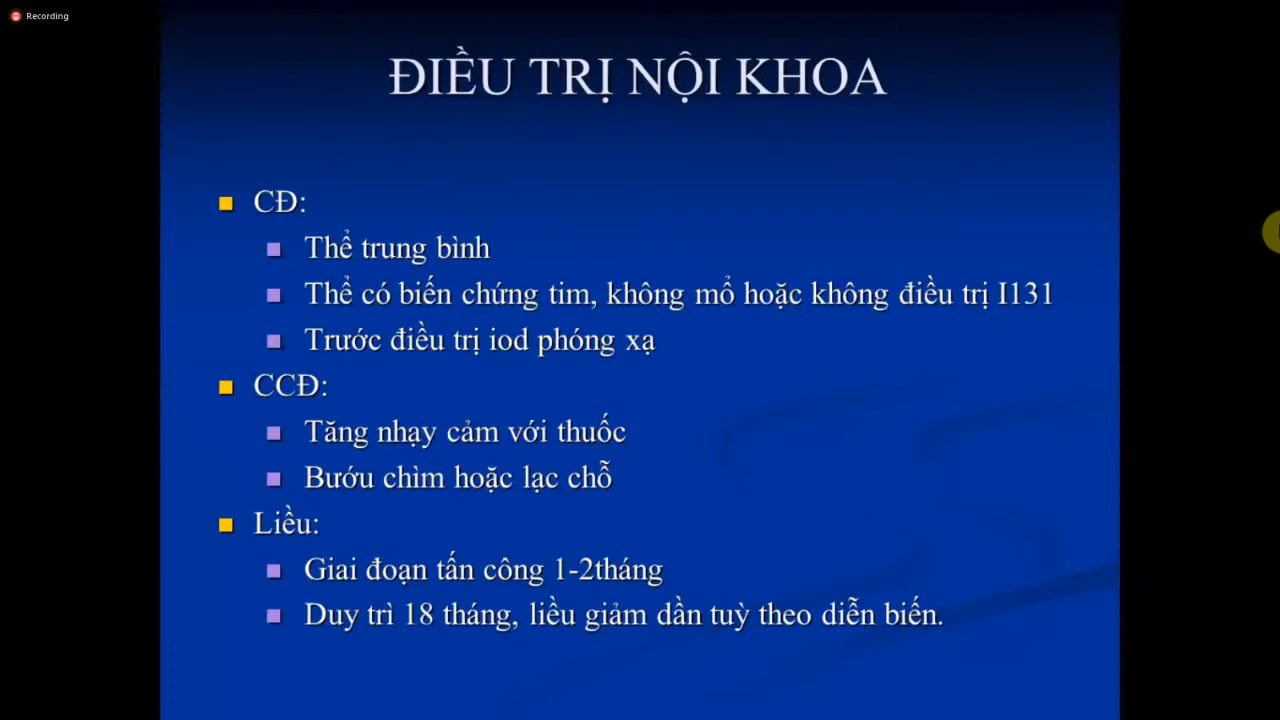 Recording
ĐIỀU TRỊ NỘI KHOA
CĐ:
Thể trung bình
Thể có biến chứng tim, không mổ hoặc không điều trị I131
Trước điều trị iod phóng xạ
CCĐ:
Tăng nhạy cảm với thuốc
Bướu chìm hoặc lạc chỗ
Liều:
Giai đoạn tấn công 1-2tháng
Duy trì 18 tháng, liều giảm dần tuỳ theo diễn biến.